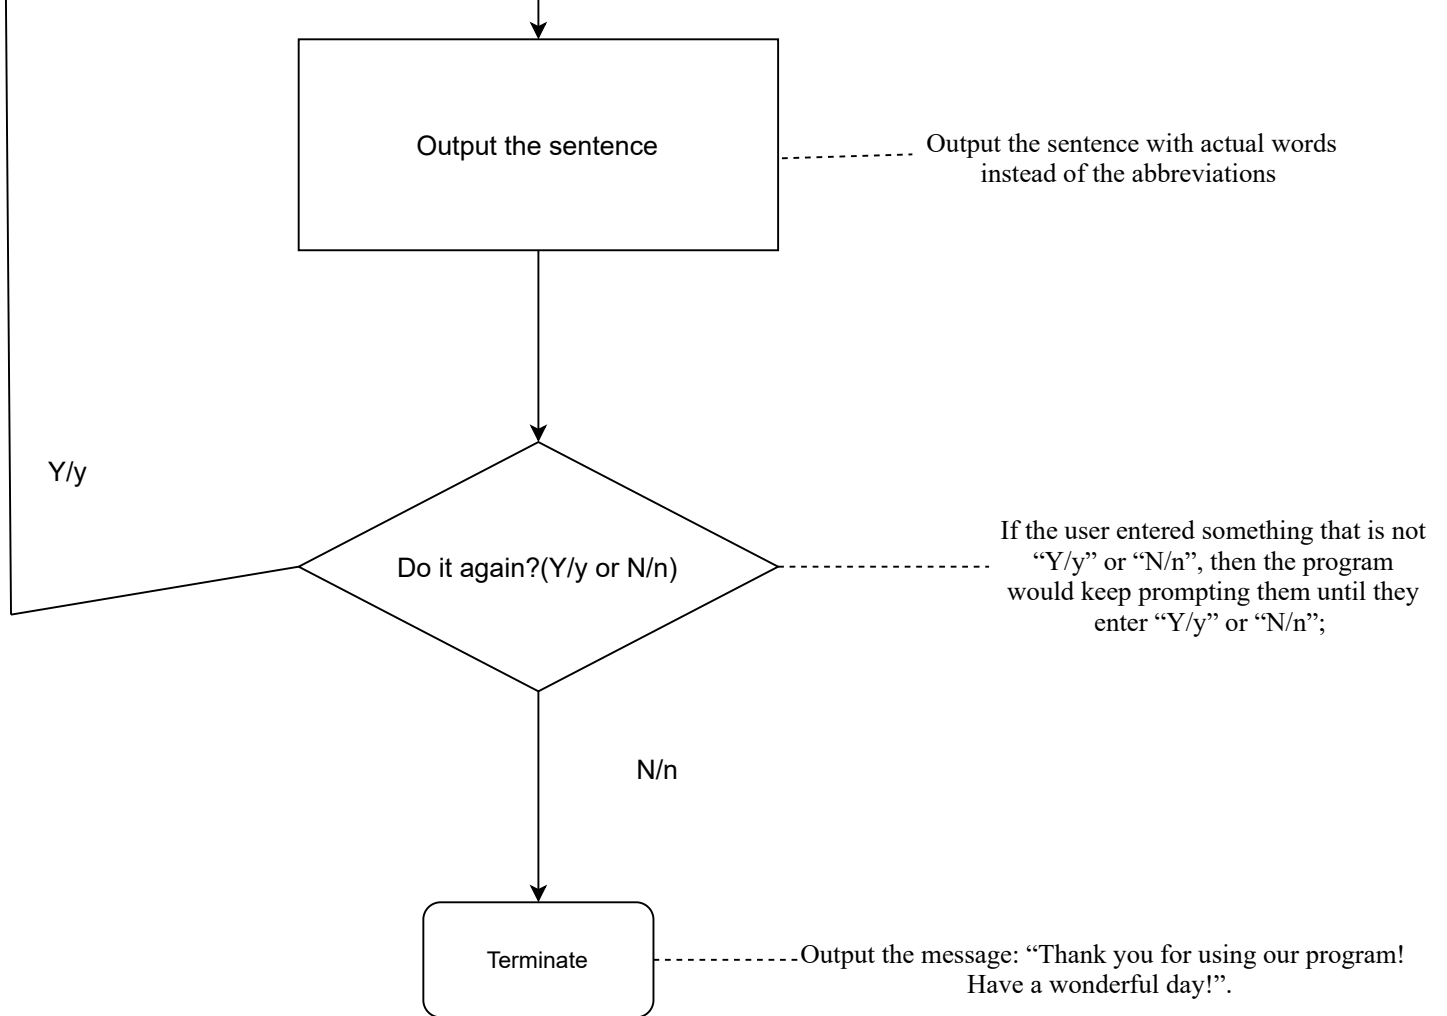 Output the sentence
Output the sentence with actual words
instead of the abbreviations
Y/y
Do it again?(Y/y or N/n)
If the user entered something that is not
“Y/y” or “N/n”, then the program
would keep prompting them until they
enter “Y/y” or “N/n”;
N/n
Terminate
Output the message: “Thank you for using our program!
Have a wonderful day!”.